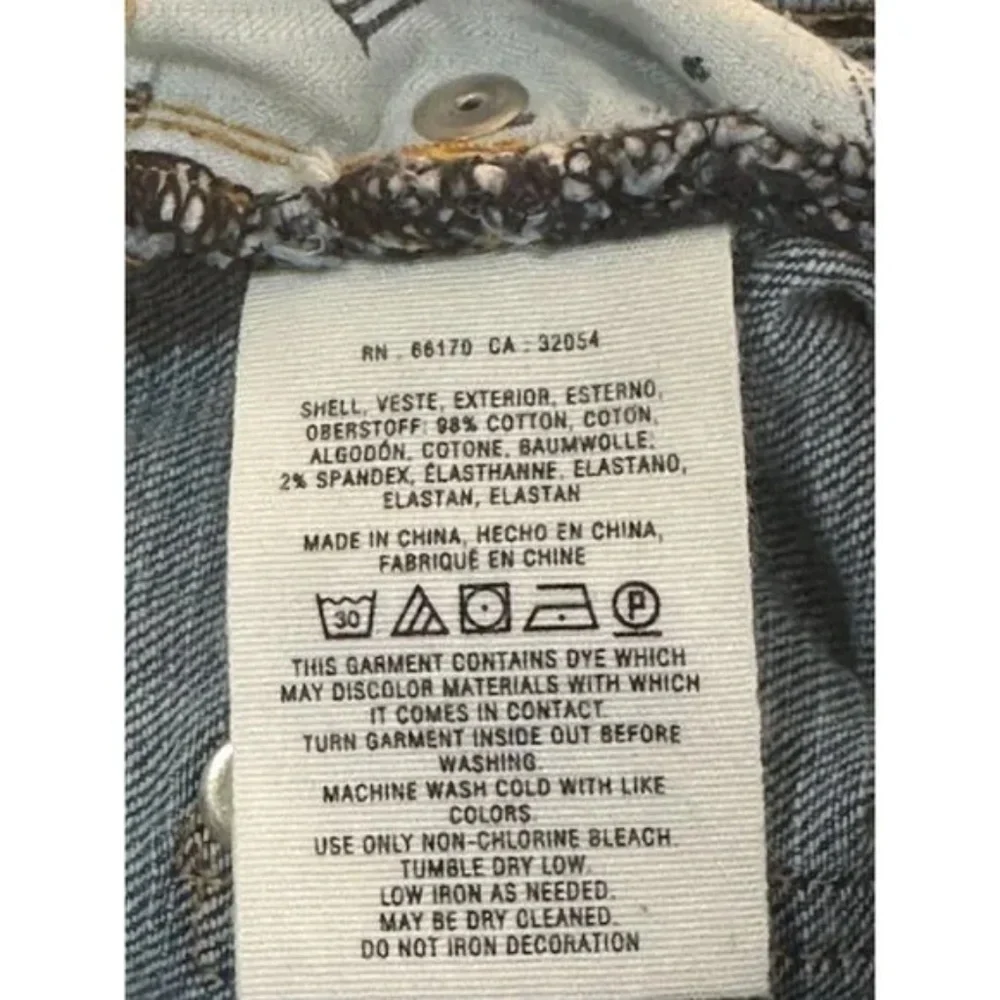 RN . 66170 CA : 32054
SHELL, VESTE, EXTERIOR, ESTERNO,
OBERSTOFF: 98% COTTON, COTON,
ALGODÓN, COTONE, BAUMWOLLE;
2% SPANDEX, ÉLASTHANNE, ELASTANO,
ELASTAN, ELASTAN
MADE IN CHINA, HECHO EN CHINA,
FABRIQUÉ EN CHINE
30 P
THIS GARMENT CONTAINS DYE WHICH
MAY DISCOLOR MATERIALS WITH WHICH
IT COMES IN CONTACT.
TURN GARMENT INSIDE OUT BEFORE
WASHING.
MACHINE WASH COLD WITH LIKE
COLORS.
USE ONLY NON-CHLORINE BLEACH.
TUMBLE DRY LOW.
LOW IRON AS NEEDED.
MAY BE DRY CLEANED.
DO NOT IRON DECORATION